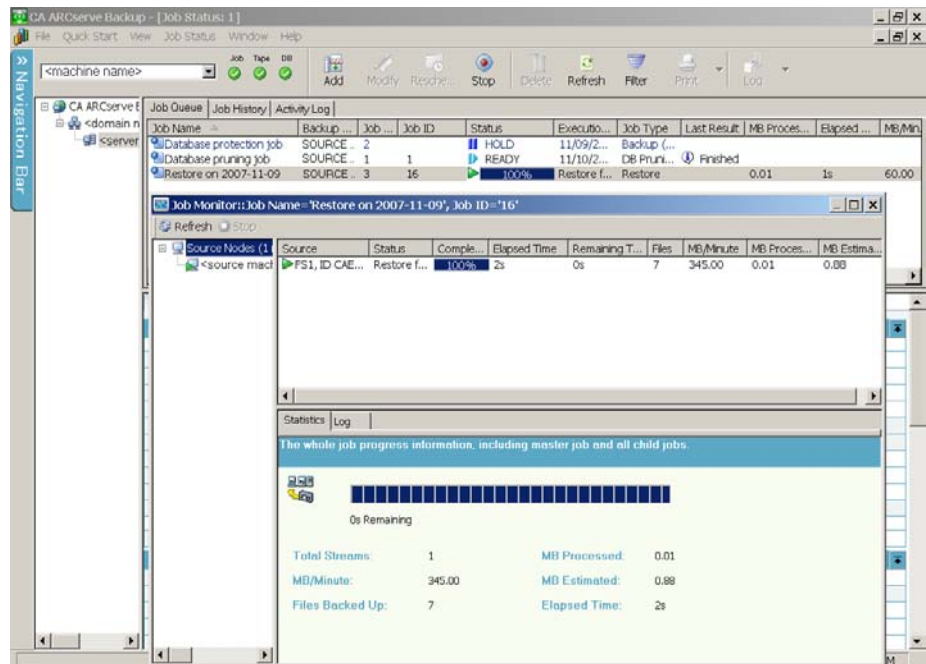 CA ARCserve Backup - [Job Status: 1]
File Quick Start View Job Status Window Help
Job Tape DB
<machine name>
Add Modify Resche... Stop Delete Refresh Filter Print Log
Navigation Bar
CA ARCserve B
<domain n
<server
Job Queue Job History Activity Log
Job Name Backup ... Job ... Job ID Status Executio... Job Type Last Result MB Proces... Elapsed ... MB/Min
Database protection job SOURCE .. 2 HOLD 11/09/2... Backup (...
Database pruning job SOURCE .. 1 1 READY 11/10/2... DB Pruni... Finished
Restore on 2007-11-09 SOURCE .. 3 16 100% Restore f... Restore 0.01 1s 60.00
Job Monitor::Job Name='Restore on 2007-11-09', Job ID='16'
Refresh Stop
Source Nodes (1
<source mach
Source Status Comple... Elapsed Time Remaining T... Files MB/Minute MB Proces... MB Estima...
FS1, ID CAE... Restore f... 100% 2s 0s 7 345.00 0.01 0.88
Statistics Log
The whole job progress information, including master job and all child jobs.
0s Remaining
Total Streams: 1 MB Processed: 0.01
MB/Minute: 345.00 MB Estimated: 0.88
Files Backed Up: 7 Elapsed Time: 2s
M